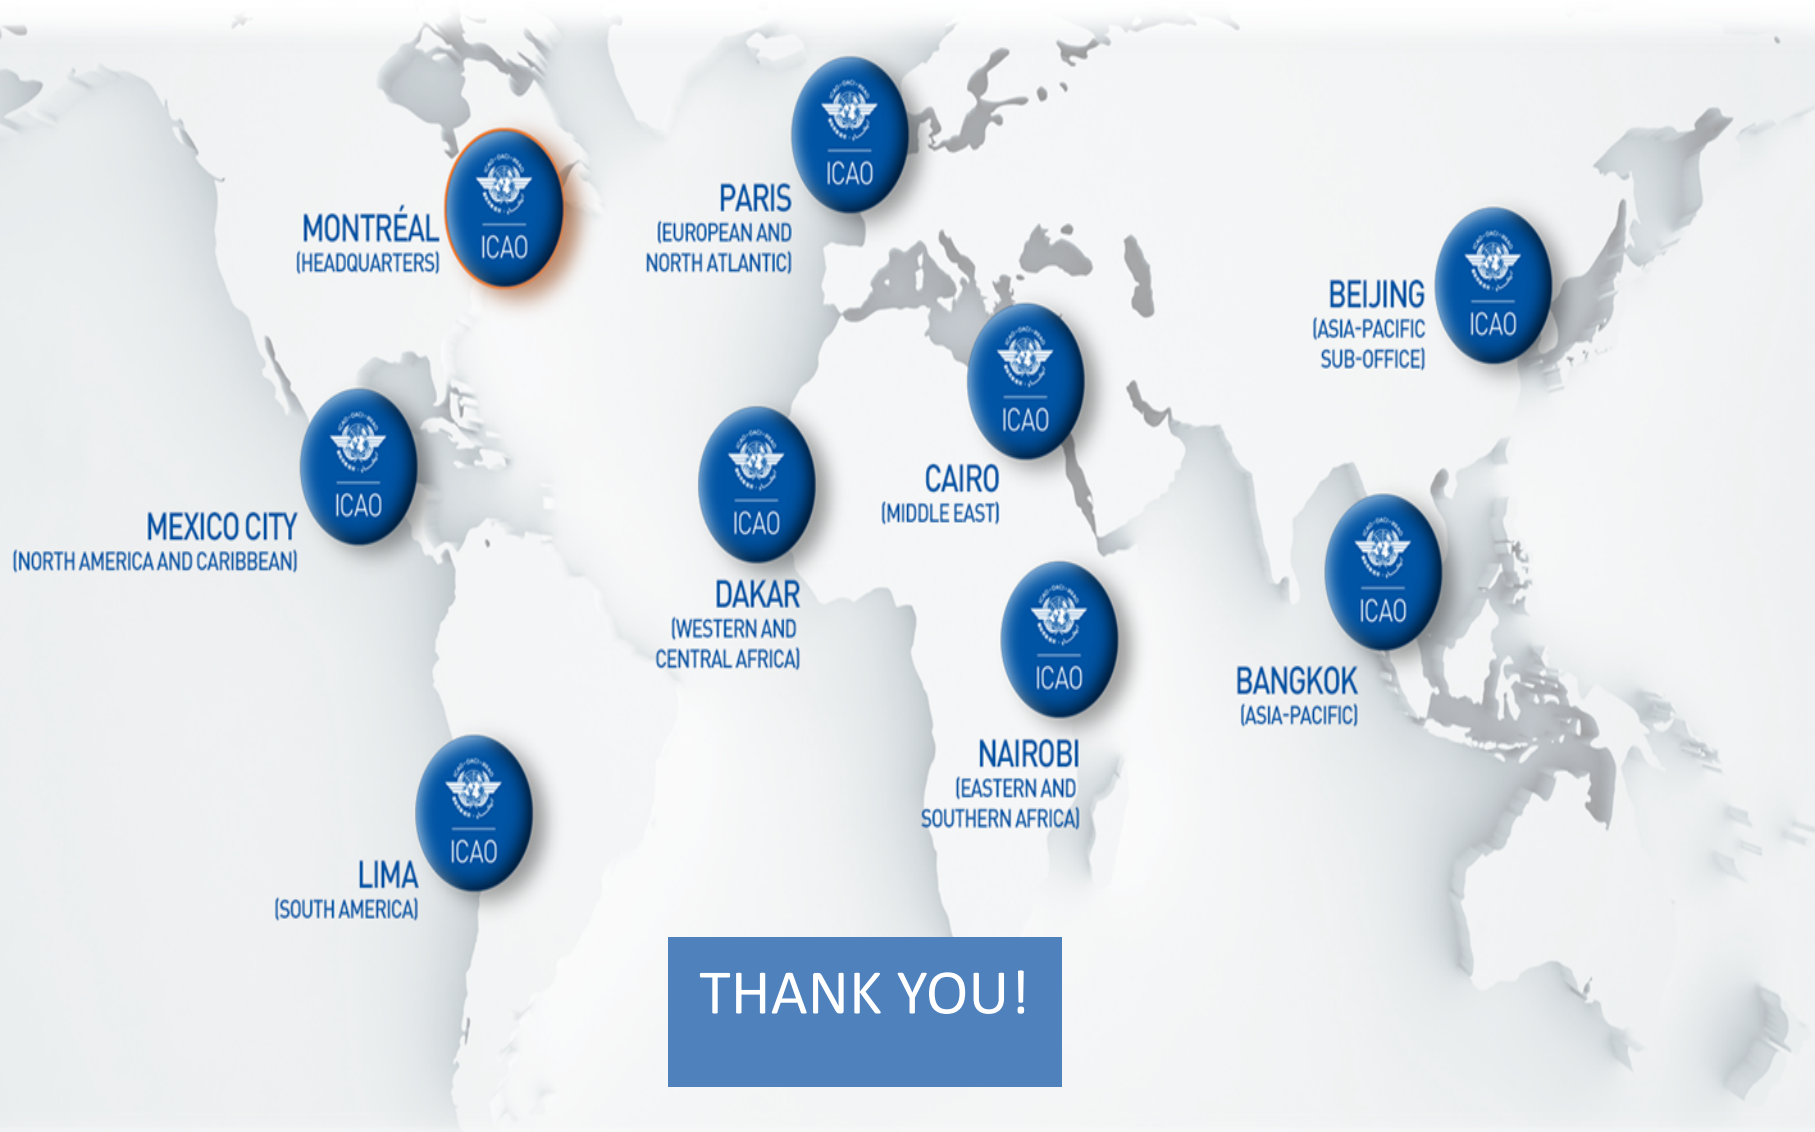 ICAO
PARIS
(EUROPEAN AND
NORTH ATLANTIC)
ICAO
MONTRÉAL
(HEADQUARTERS)
ICAO
BEIJING
(ASIA-PACIFIC
SUB-OFFICE)
ICAO
CAIRO
(MIDDLE EAST)
ICAO
MEXICO CITY
(NORTH AMERICA AND CARIBBEAN)
ICAO
DAKAR
(WESTERN AND
CENTRAL AFRICA)
ICAO
BANGKOK
(ASIA-PACIFIC)
ICAO
NAIROBI
(EASTERN AND
SOUTHERN AFRICA)
ICAO
LIMA
(SOUTH AMERICA)
THANK YOU!